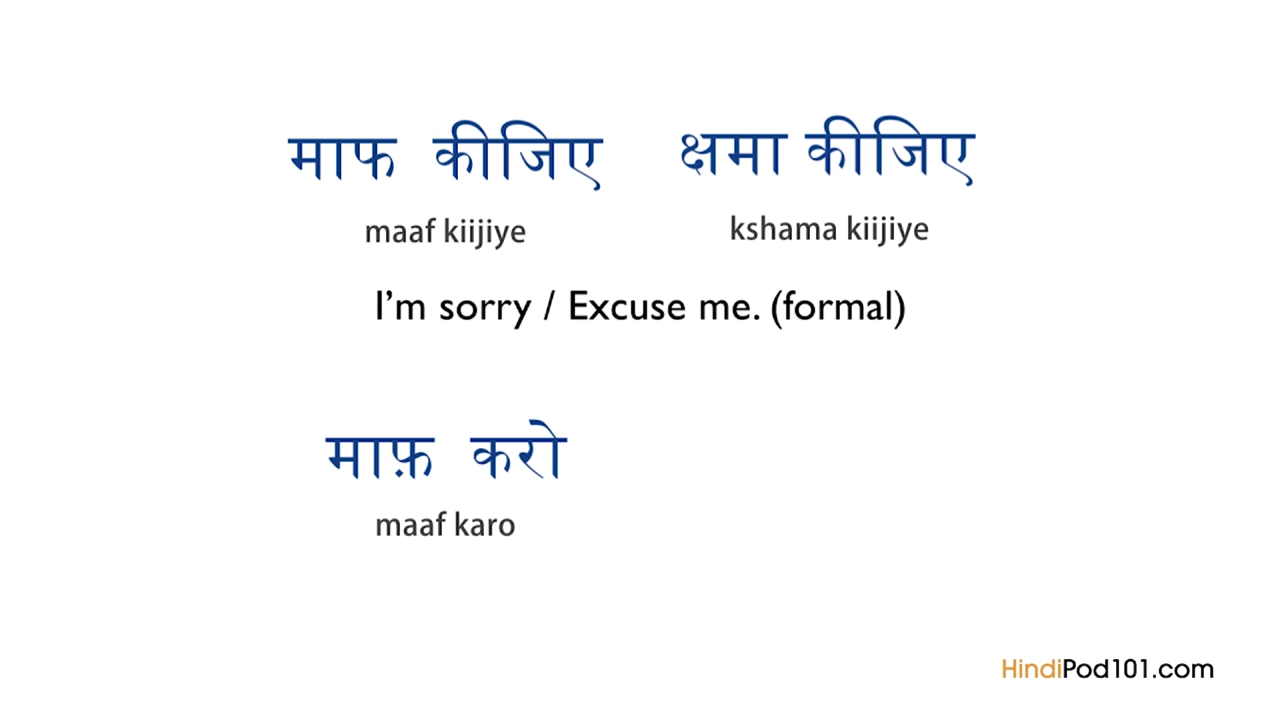 माफ कीजिए क्षमा कीजिए
maaf kiijiye kshama kiijiye
I'm sorry / Excuse me. (formal)
माफ़ करो
maaf karo
HindiPod101.com